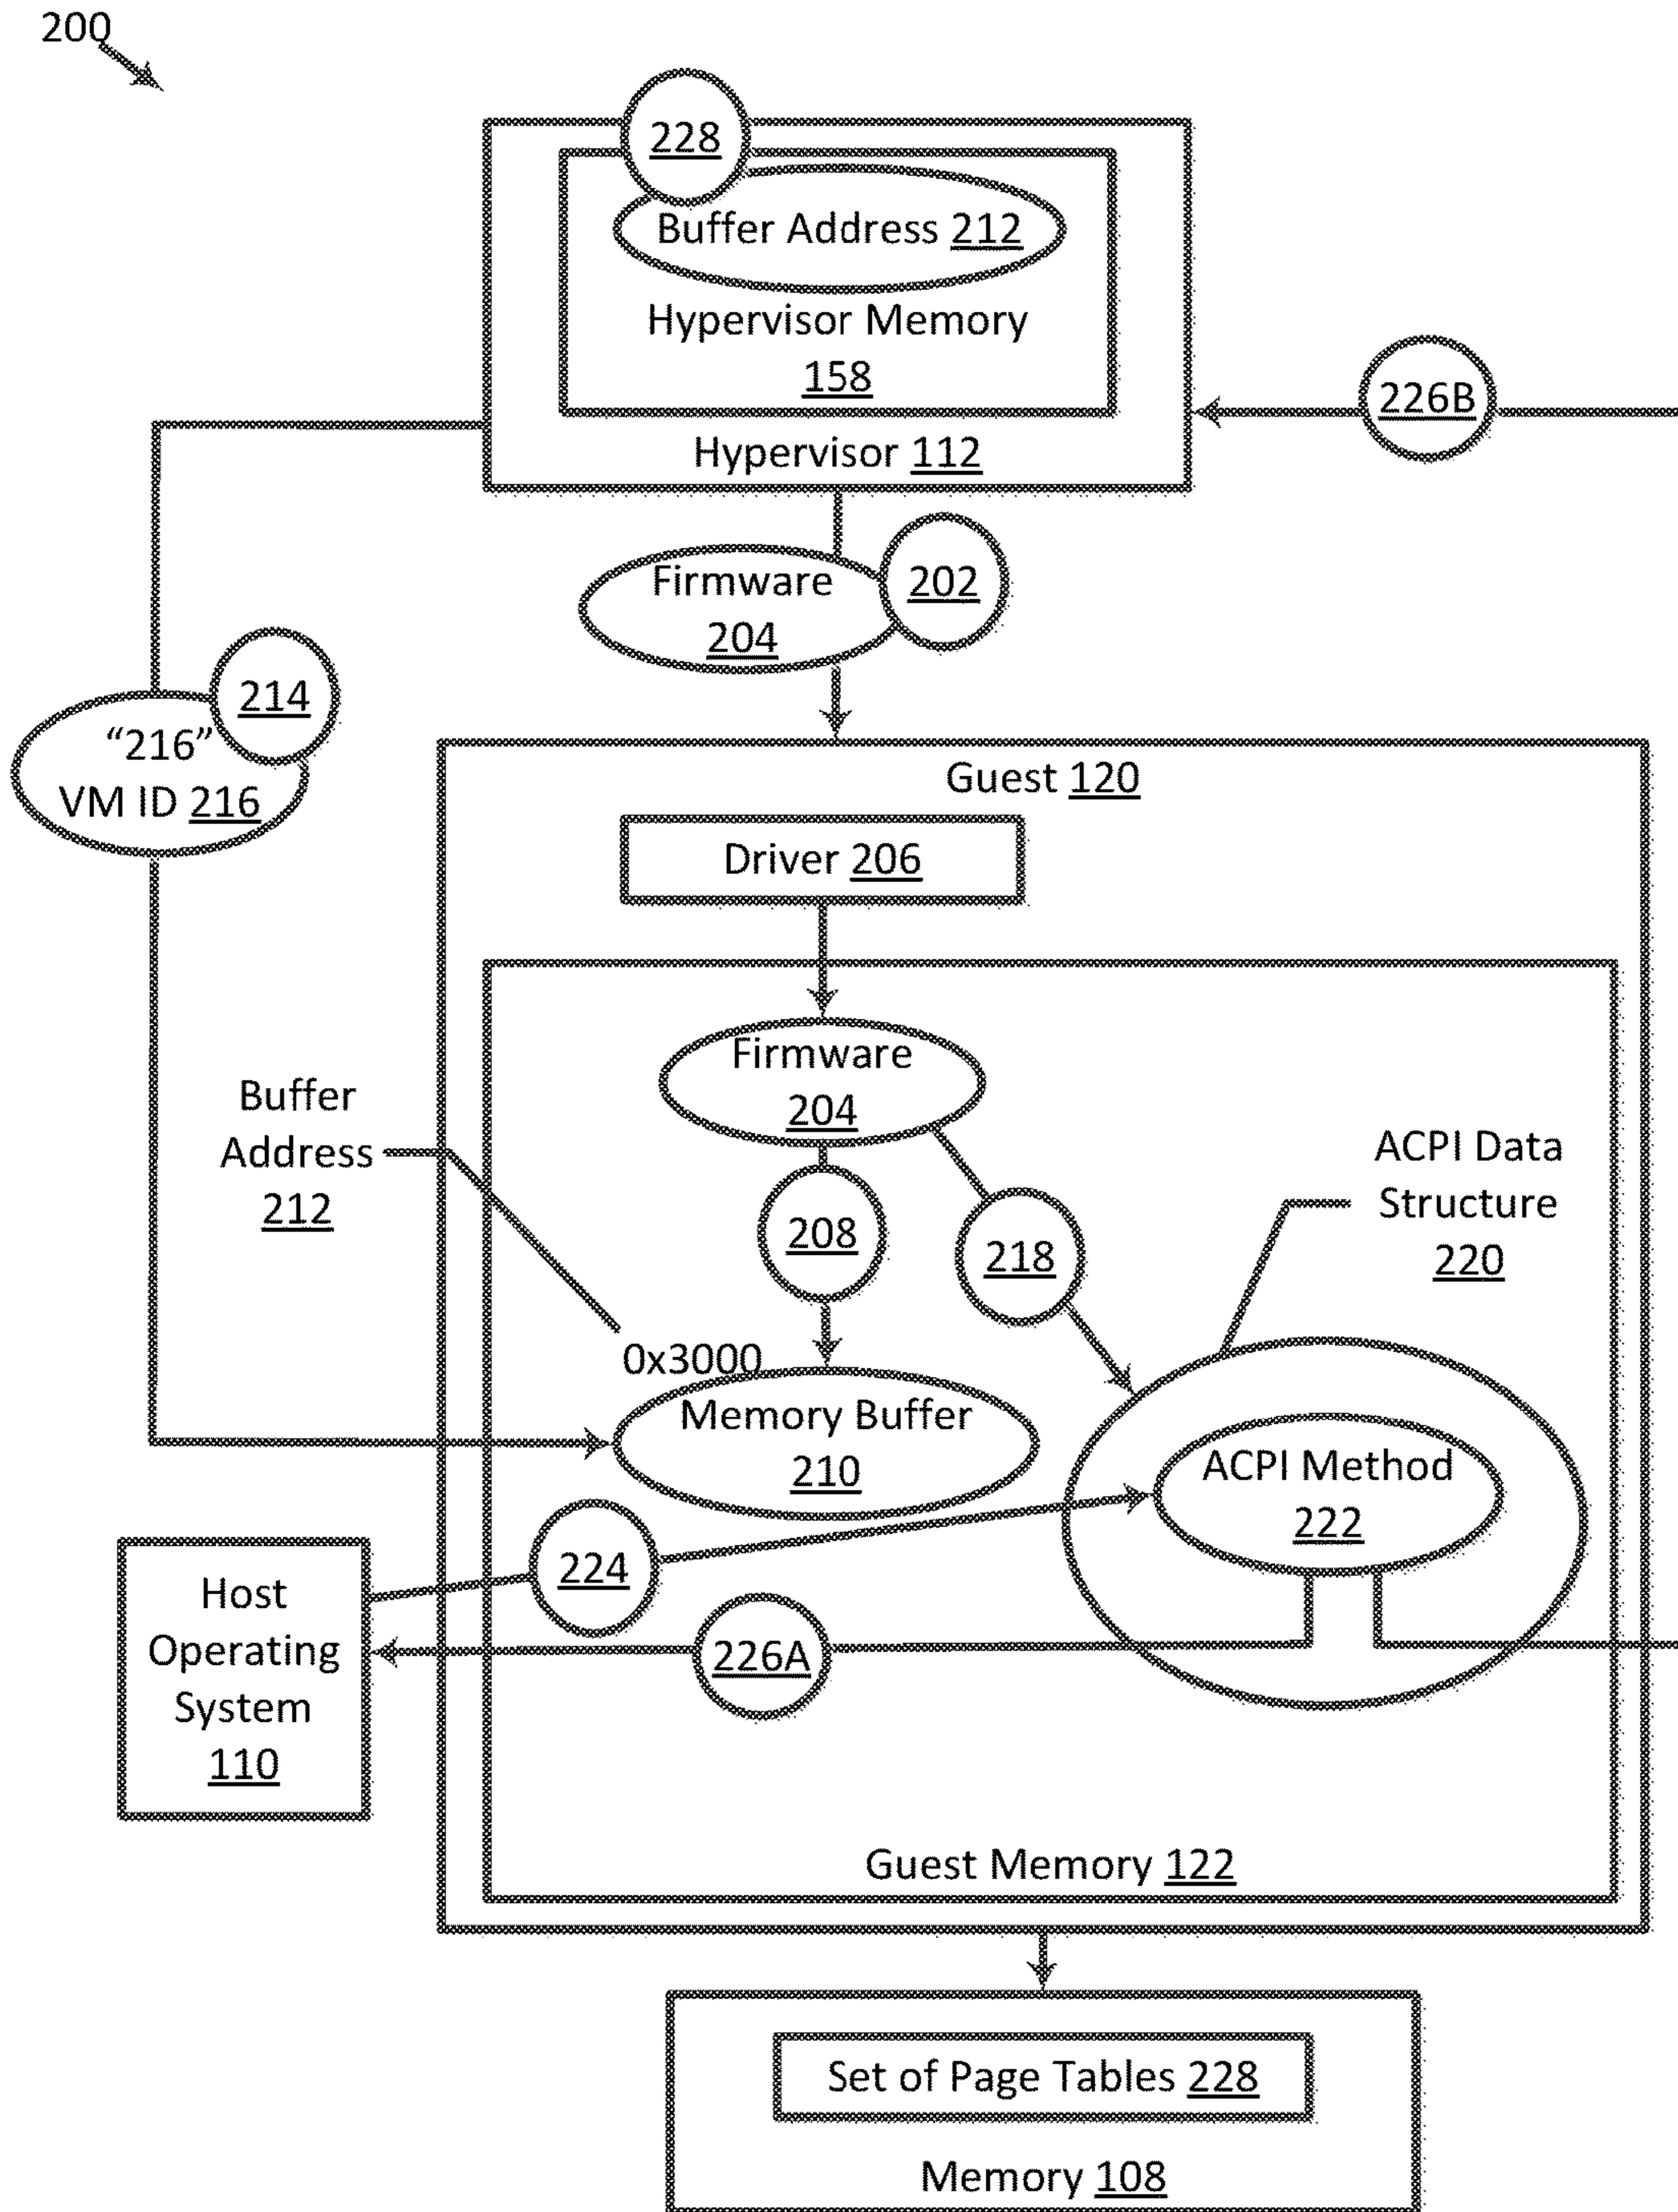 200
228
Buffer Address 212
Hypervisor Memory
158
226B
Hypervisor 112
Firmware
204
202
214
“216”
VM ID 216
Guest 120
Driver 206
Firmware
204
Buffer
Address
212
208
218
ACPI Data
Structure
220
0x3000
Memory Buffer
210
ACPI Method
222
224
Host
Operating
System
110
226A
Guest Memory 122
Set of Page Tables 228
Memory 108